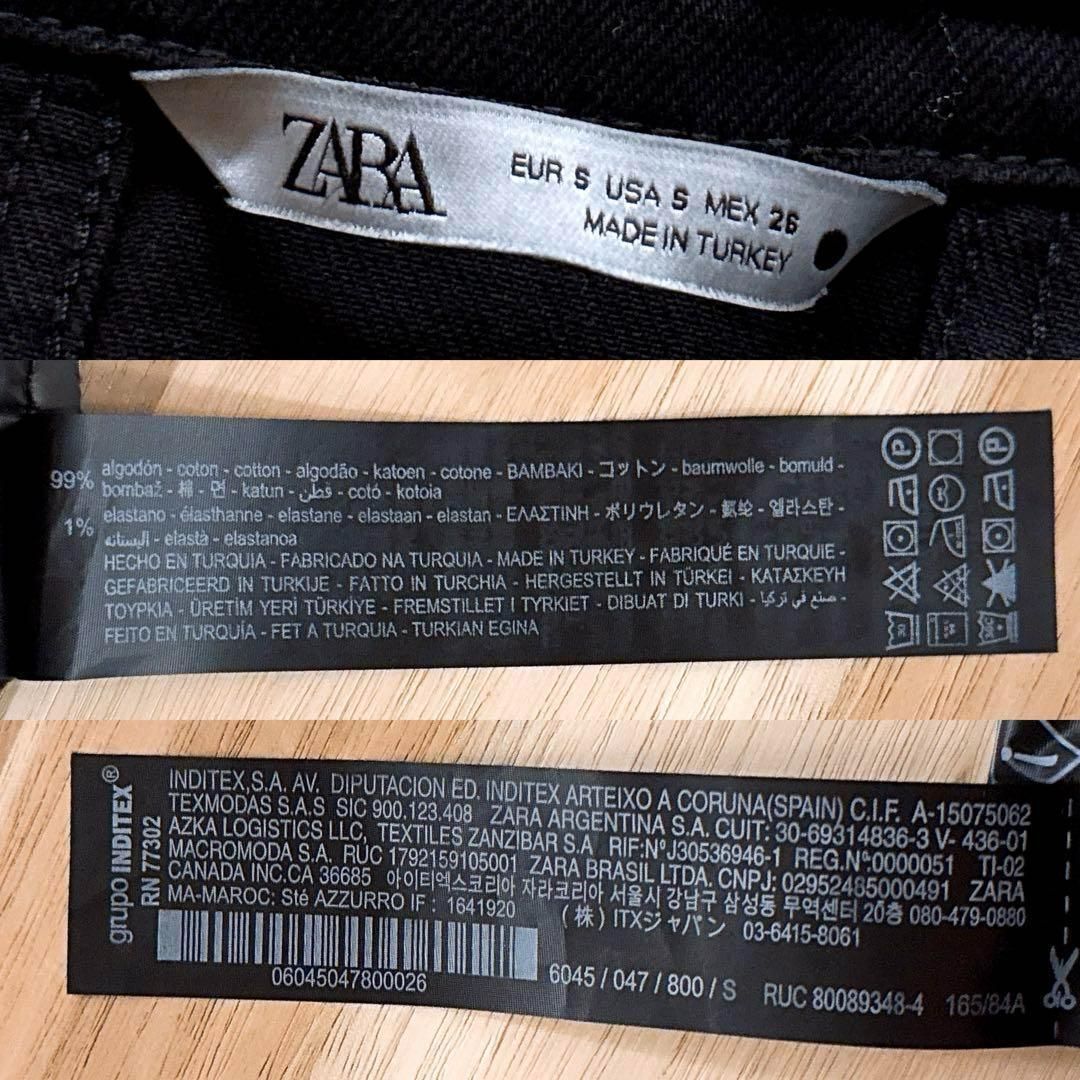 ZARA
EUR S USA S MEX 26
MADE IN TURKEY
99% algodón - coton - cotton - algodão - katoen - cotone - ΒΑΜΒΑΚΙ - コットン - baumwolle - bomuld -
bombaž - 棉 - 면 - katun - قطن - cotó - kotoia
1% elastano - élasthanne - elastane - elastaan - elastan - ΕΛΑΣΤΙΝΗ - ポリウレタン - 氨纶 - 엘라스탄 -
إليستانه - elastà - elastanoa
HECHO EN TURQUIA - FABRICADO NA TURQUIA - MADE IN TURKEY - FABRIQUÉ EN TURQUIE -
GEFABRICEERD IN TURKIJE - FATTO IN TURCHIA - HERGESTELLT IN TÜRKEI - ΚΑΤΑΣΚΕΥΗ
ΤΟΥΡΚΙΑ - ÜRETİM YERİ TÜRKİYE - FREMSTILLET I TYRKIET - DIBUAT DI TURKI - صنع في تركيا -
FEITO EN TURQUÍA - FET A TURQUIA - TURKIAN EGINA
P
P
30
grupo INDITEX®
RN 77302
INDITEX,S.A. AV. DIPUTACION ED. INDITEX ARTEIXO A CORUNA(SPAIN) C.I.F. A-15075062
TEXMODAS S.A.S SIC 900.123.408 ZARA ARGENTINA S.A. CUIT: 30-69314836-3 V- 436-01
AZKA LOGISTICS LLC, TEXTILES ZANZIBAR S.A RIF:NºJ30536946-1 REG.Nº0000051 TI-02
MACROMODA S.A. RUC 1792159105001 ZARA BRASIL LTDA, CNPJ: 02952485000491 ZARA
CANADA INC.CA 36685 아이티엑스코리아 자라코리아 서울시 강남구 삼성동 무역센터 20층 080-479-0880
MA-MAROC: Sté AZZURRO IF : 1641920 (株) ITXジャパン 03-6415-8061
06045047800026
6045 / 047 / 800 / S RUC 80089348-4 165/84A